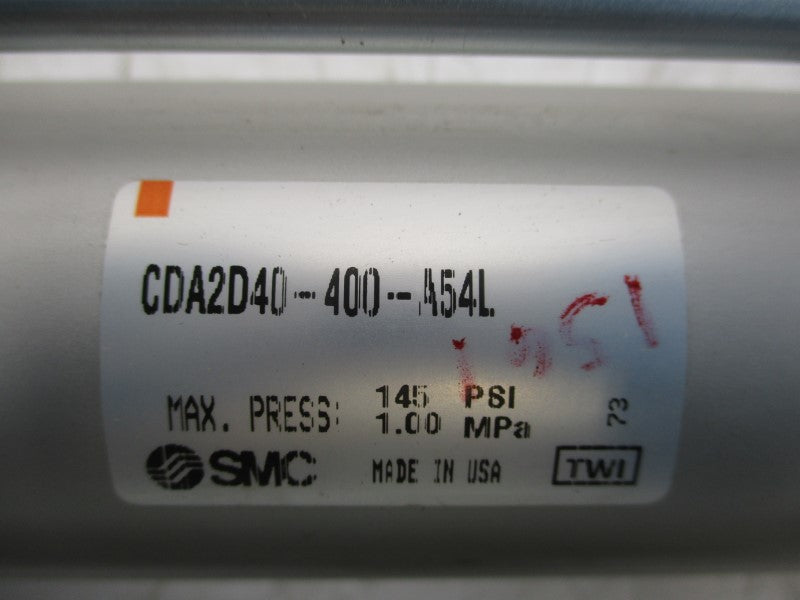 CDA2D40-400-A54L
MAX. PRESS: 145 PSI
1.00 MPa
73
SMC MADE IN USA TWI